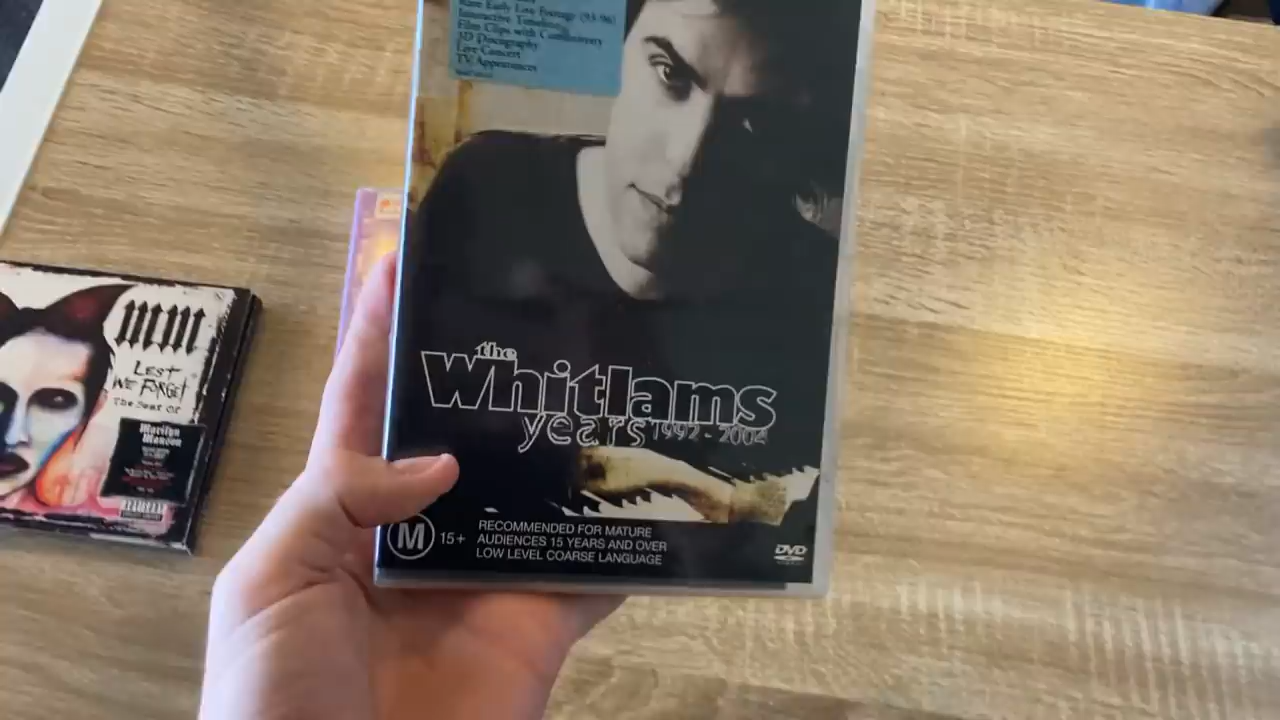 Rare Early Live Footage (93-96)
Interactive Timeline
Film Clips with Commentary
3D Discography
Live Concert
TV Appearances
the
whitlams
years 1992 - 2004
M 15+
RECOMMENDED FOR MATURE
AUDIENCES 15 YEARS AND OVER
LOW LEVEL COARSE LANGUAGE
DVD
LEST
WE FORGET
The Best Of
Marilyn
Manson